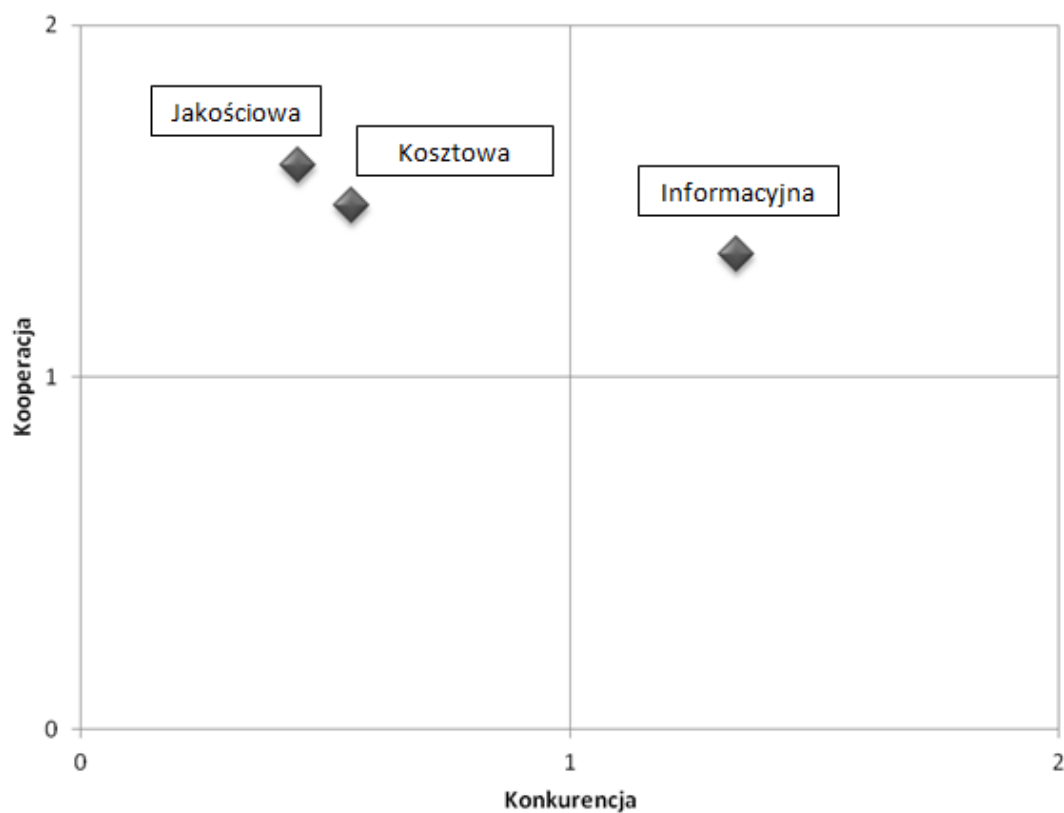 2
Jakościowa
Kosztowa
Informacyjna
Kooperacja
1
0
0
1
2
Konkurencja